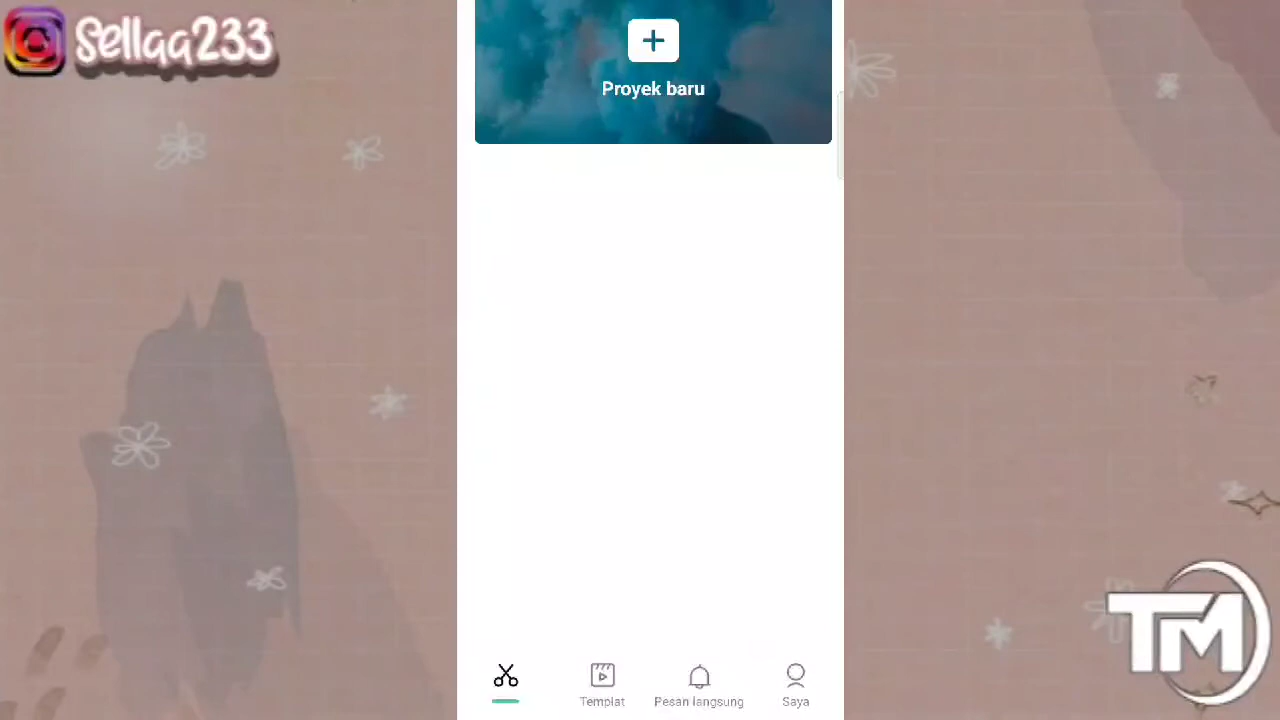 Sellaa233
Proyek baru
Templat
Pesan langsung
Saya
TM